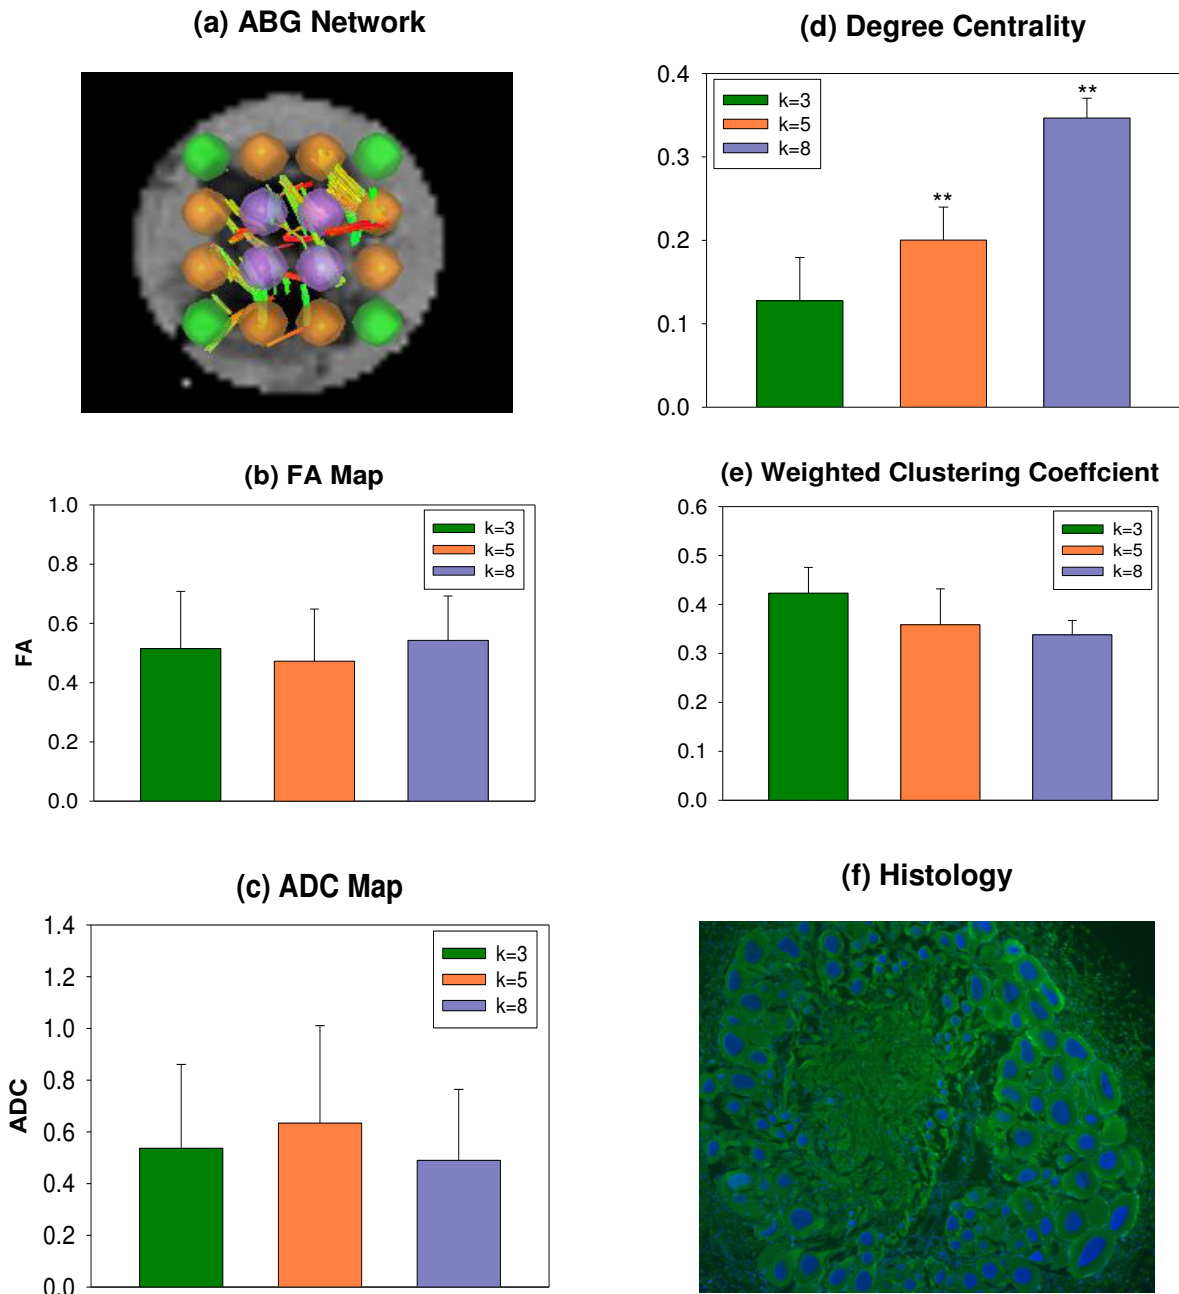 (a) ABG Network
(d) Degree Centrality
0.4
0.3
0.2
0.1
0.0
k=3
k=5
k=8
**
**
(b) FA Map
1.0
0.8
0.6
0.4
0.2
0.0
FA
k=3
k=5
k=8
(e) Weighted Clustering Coeffcient
0.6
0.5
0.4
0.3
0.2
0.1
0.0
k=3
k=5
k=8
(c) ADC Map
1.4
1.2
1.0
0.8
0.6
0.4
0.2
0.0
ADC
k=3
k=5
k=8
(f) Histology